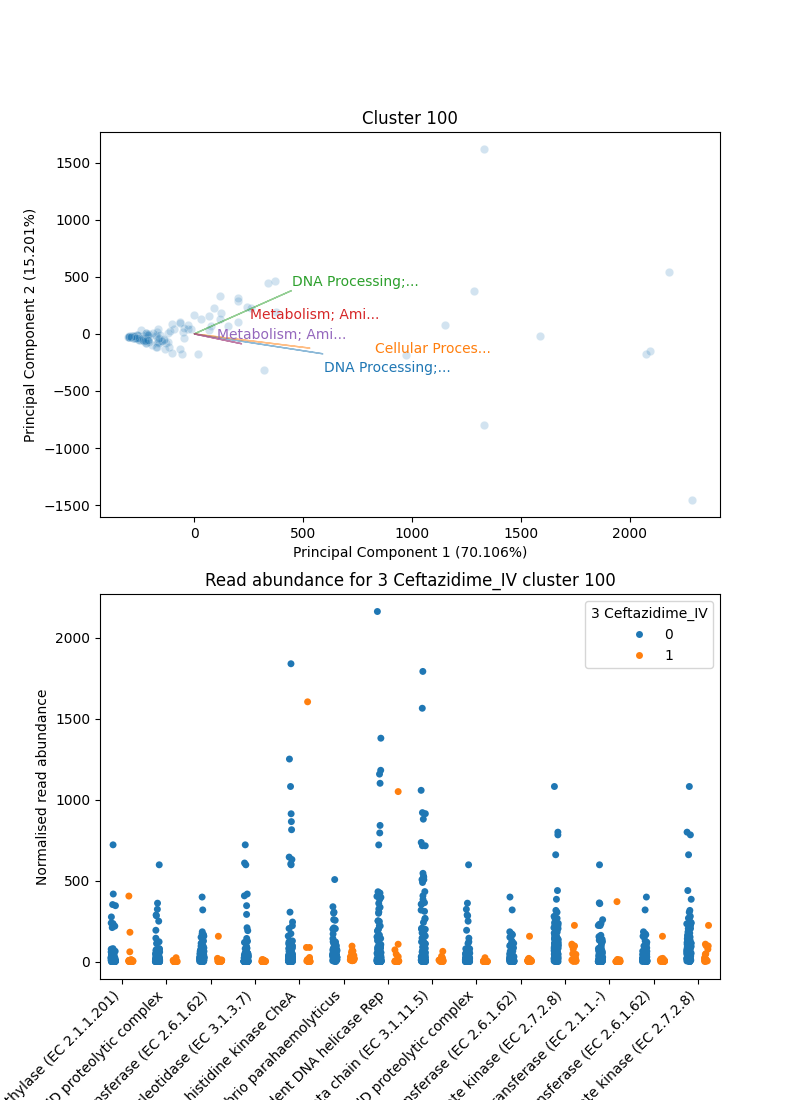 Cluster 100
Principal Component 2 (15.201%)
1500
1000
500
0
−500
−1000
−1500
DNA Processing;...
Metabolism; Ami...
Metabolism; Ami...
Cellular Proces...
DNA Processing;...
0
500
1000
1500
2000
Principal Component 1 (70.106%)
Read abundance for 3 Ceftazidime_IV cluster 100
Normalised read abundance
2000
1500
1000
500
0
3 Ceftazidime_IV
0
1
thylase (EC 2.1.1.201)
D proteolytic complex
sferase (EC 2.6.1.62)
leotidase (EC 3.1.3.7)
histidine kinase CheA
brio parahaemolyticus
dent DNA helicase Rep
ta chain (EC 3.1.11.5)
D proteolytic complex
nsferase (EC 2.6.1.62)
te kinase (EC 2.7.2.8)
transferase (EC 2.1.1.-)
nsferase (EC 2.6.1.62)
te kinase (EC 2.7.2.8)